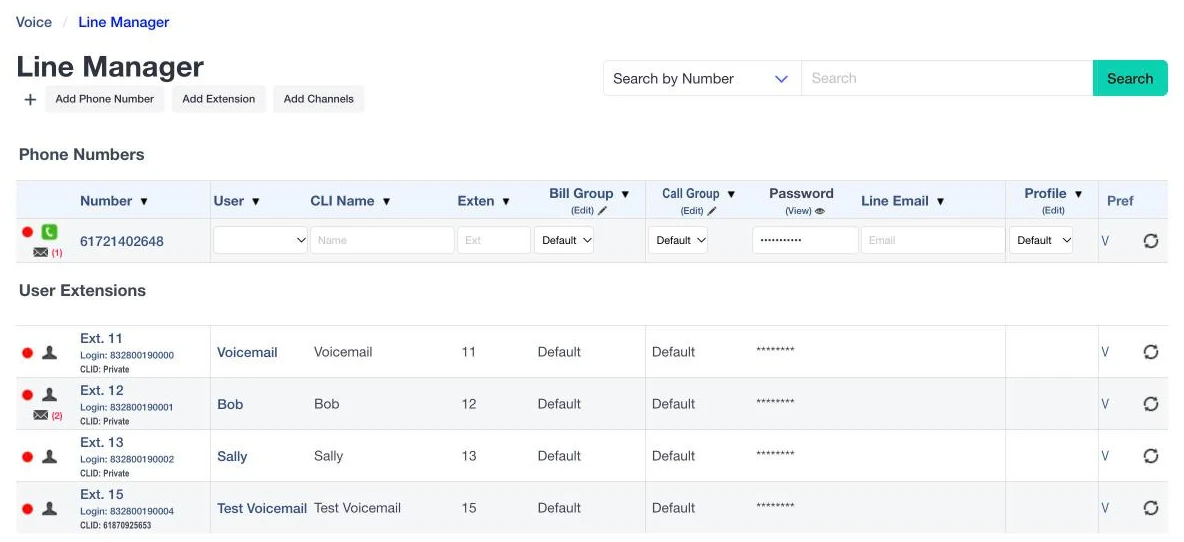 Voice / Line Manager
Line Manager
Search by Number Search Search
+ Add Phone Number Add Extension Add Channels
Phone Numbers
Number ▼ User ▼ CLI Name ▼ Exten ▼ Bill Group ▼ (Edit) Call Group ▼ (Edit) Password (View) Line Email ▼ Profile ▼ (Edit) Pref
(1) 61721402648 Name Ext Default Default ••••••••••• Email Default V
User Extensions
Ext. 11
Login: 832800190000
CLID: Private
Voicemail Voicemail 11 Default Default ******** V
(2)
Ext. 12
Login: 832800190001
CLID: Private
Bob Bob 12 Default Default ******** V
Ext. 13
Login: 832800190002
CLID: Private
Sally Sally 13 Default Default ******** V
Ext. 15
Login: 832800190004
CLID: 61870925653
Test Voicemail Test Voicemail 15 Default Default ******** V